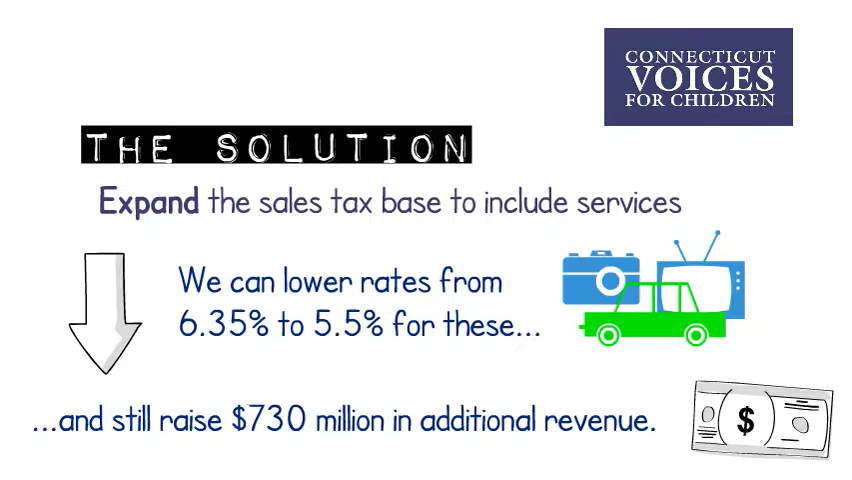 CONNECTICUT
VOICES
FOR CHILDREN
THE SOLUTION
Expand the sales tax base to include services
We can lower rates from
6.35% to 5.5% for these...
...and still raise $730 million in additional revenue.
$